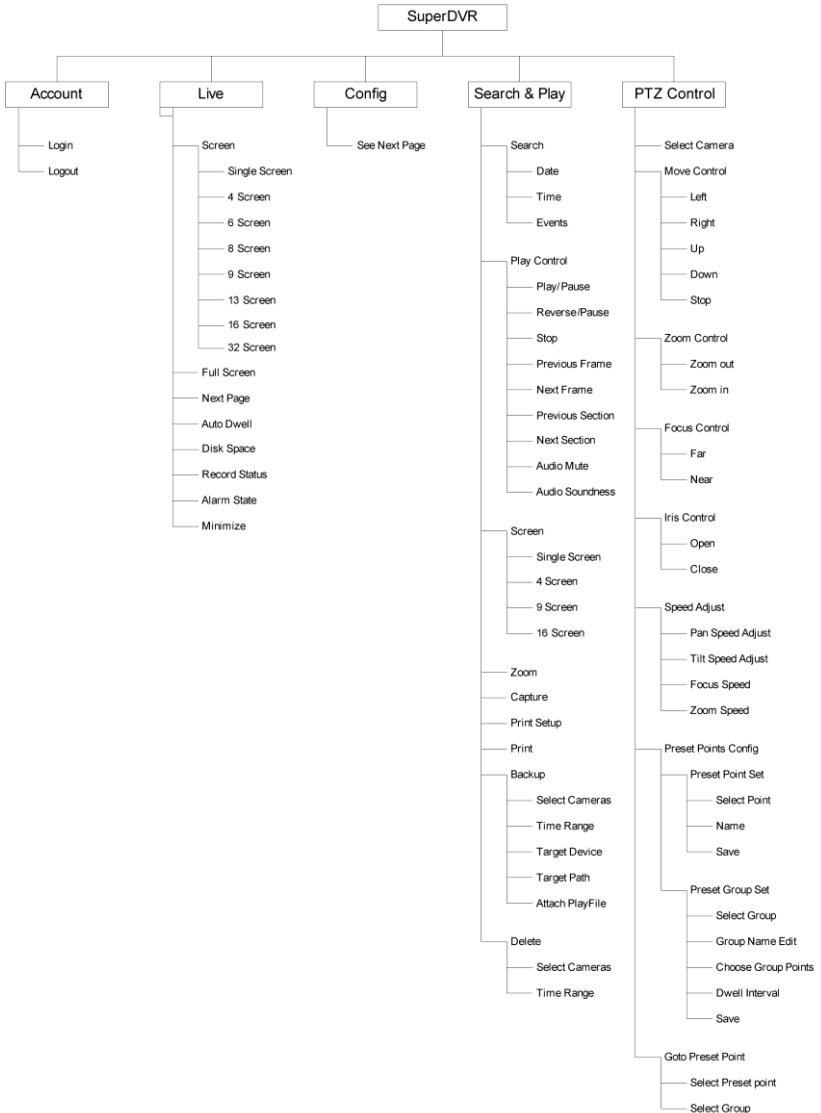 SuperDVR
Account
Live
Config
Search & Play
PTZ Control
Login
Logout
Screen
Single Screen
4 Screen
6 Screen
8 Screen
9 Screen
13 Screen
16 Screen
32 Screen
Full Screen
Next Page
Auto Dwell
Disk Space
Record Status
Alarm State
Minimize
See Next Page
Search
Date
Time
Events
Play Control
Play/Pause
Reverse/Pause
Stop
Previous Frame
Next Frame
Previous Section
Next Section
Audio Mute
Audio Soundness
Screen
Single Screen
4 Screen
9 Screen
16 Screen
Zoom
Capture
Print Setup
Print
Backup
Select Cameras
Time Range
Target Device
Target Path
Attach PlayFile
Delete
Select Cameras
Time Range
Select Camera
Move Control
Left
Right
Up
Down
Stop
Zoom Control
Zoom out
Zoom in
Focus Control
Far
Near
Iris Control
Open
Close
Speed Adjust
Pan Speed Adjust
Tilt Speed Adjust
Focus Speed
Zoom Speed
Preset Points Config
Preset Point Set
Select Point
Name
Save
Preset Group Set
Select Group
Group Name Edit
Choose Group Points
Dwell Interval
Save
Goto Preset Point
Select Preset point
Select Group